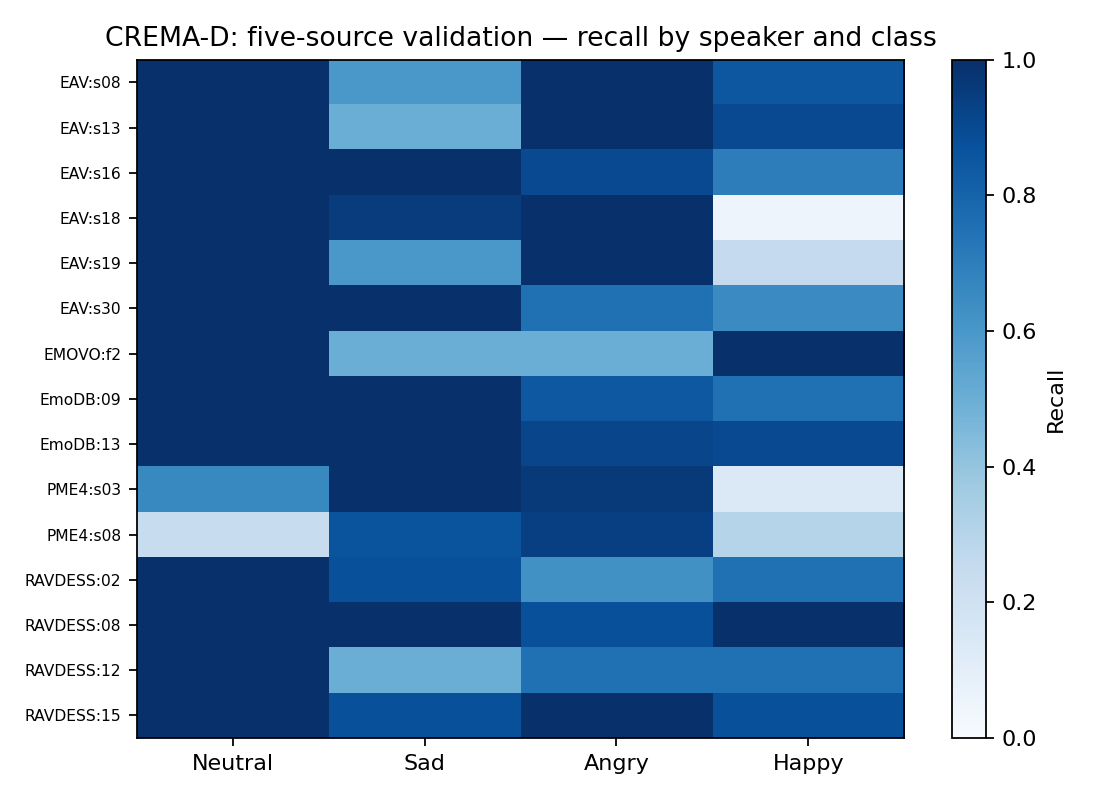 CREMA-D: five-source validation — recall by speaker and class
EAV:s08
EAV:s13
EAV:s16
EAV:s18
EAV:s19
EAV:s30
EMOVO:f2
EmoDB:09
EmoDB:13
PME4:s03
PME4:s08
RAVDESS:02
RAVDESS:08
RAVDESS:12
RAVDESS:15
Neutral
Sad
Angry
Happy
1.0
0.8
0.6
0.4
0.2
0.0
Recall